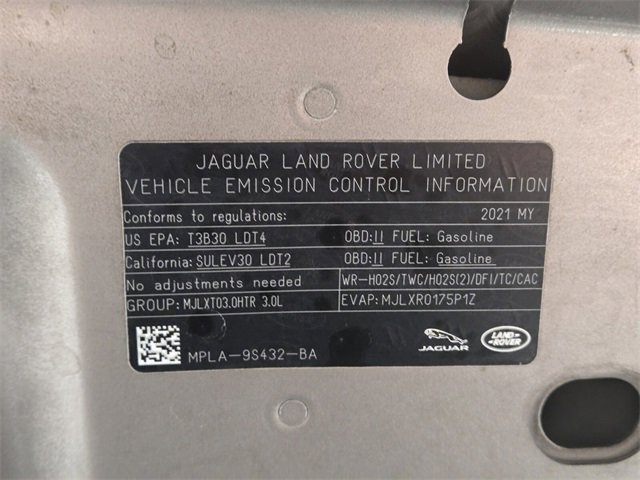 JAGUAR LAND ROVER LIMITED
VEHICLE EMISSION CONTROL INFORMATION
Conforms to regulations: 2021 MY
US EPA: T3B30 LDT4 OBD:II FUEL: Gasoline
California: SULEV30 LDT2 OBD:II FUEL: Gasoline
No adjustments needed WR-HO2S/TWC/HO2S(2)/DFI/TC/CAC
GROUP: MJLXT03.0HTR 3.0L EVAP: MJLXR0175P1Z
MPLA-9S432-BA
JAGUAR
LAND ROVER